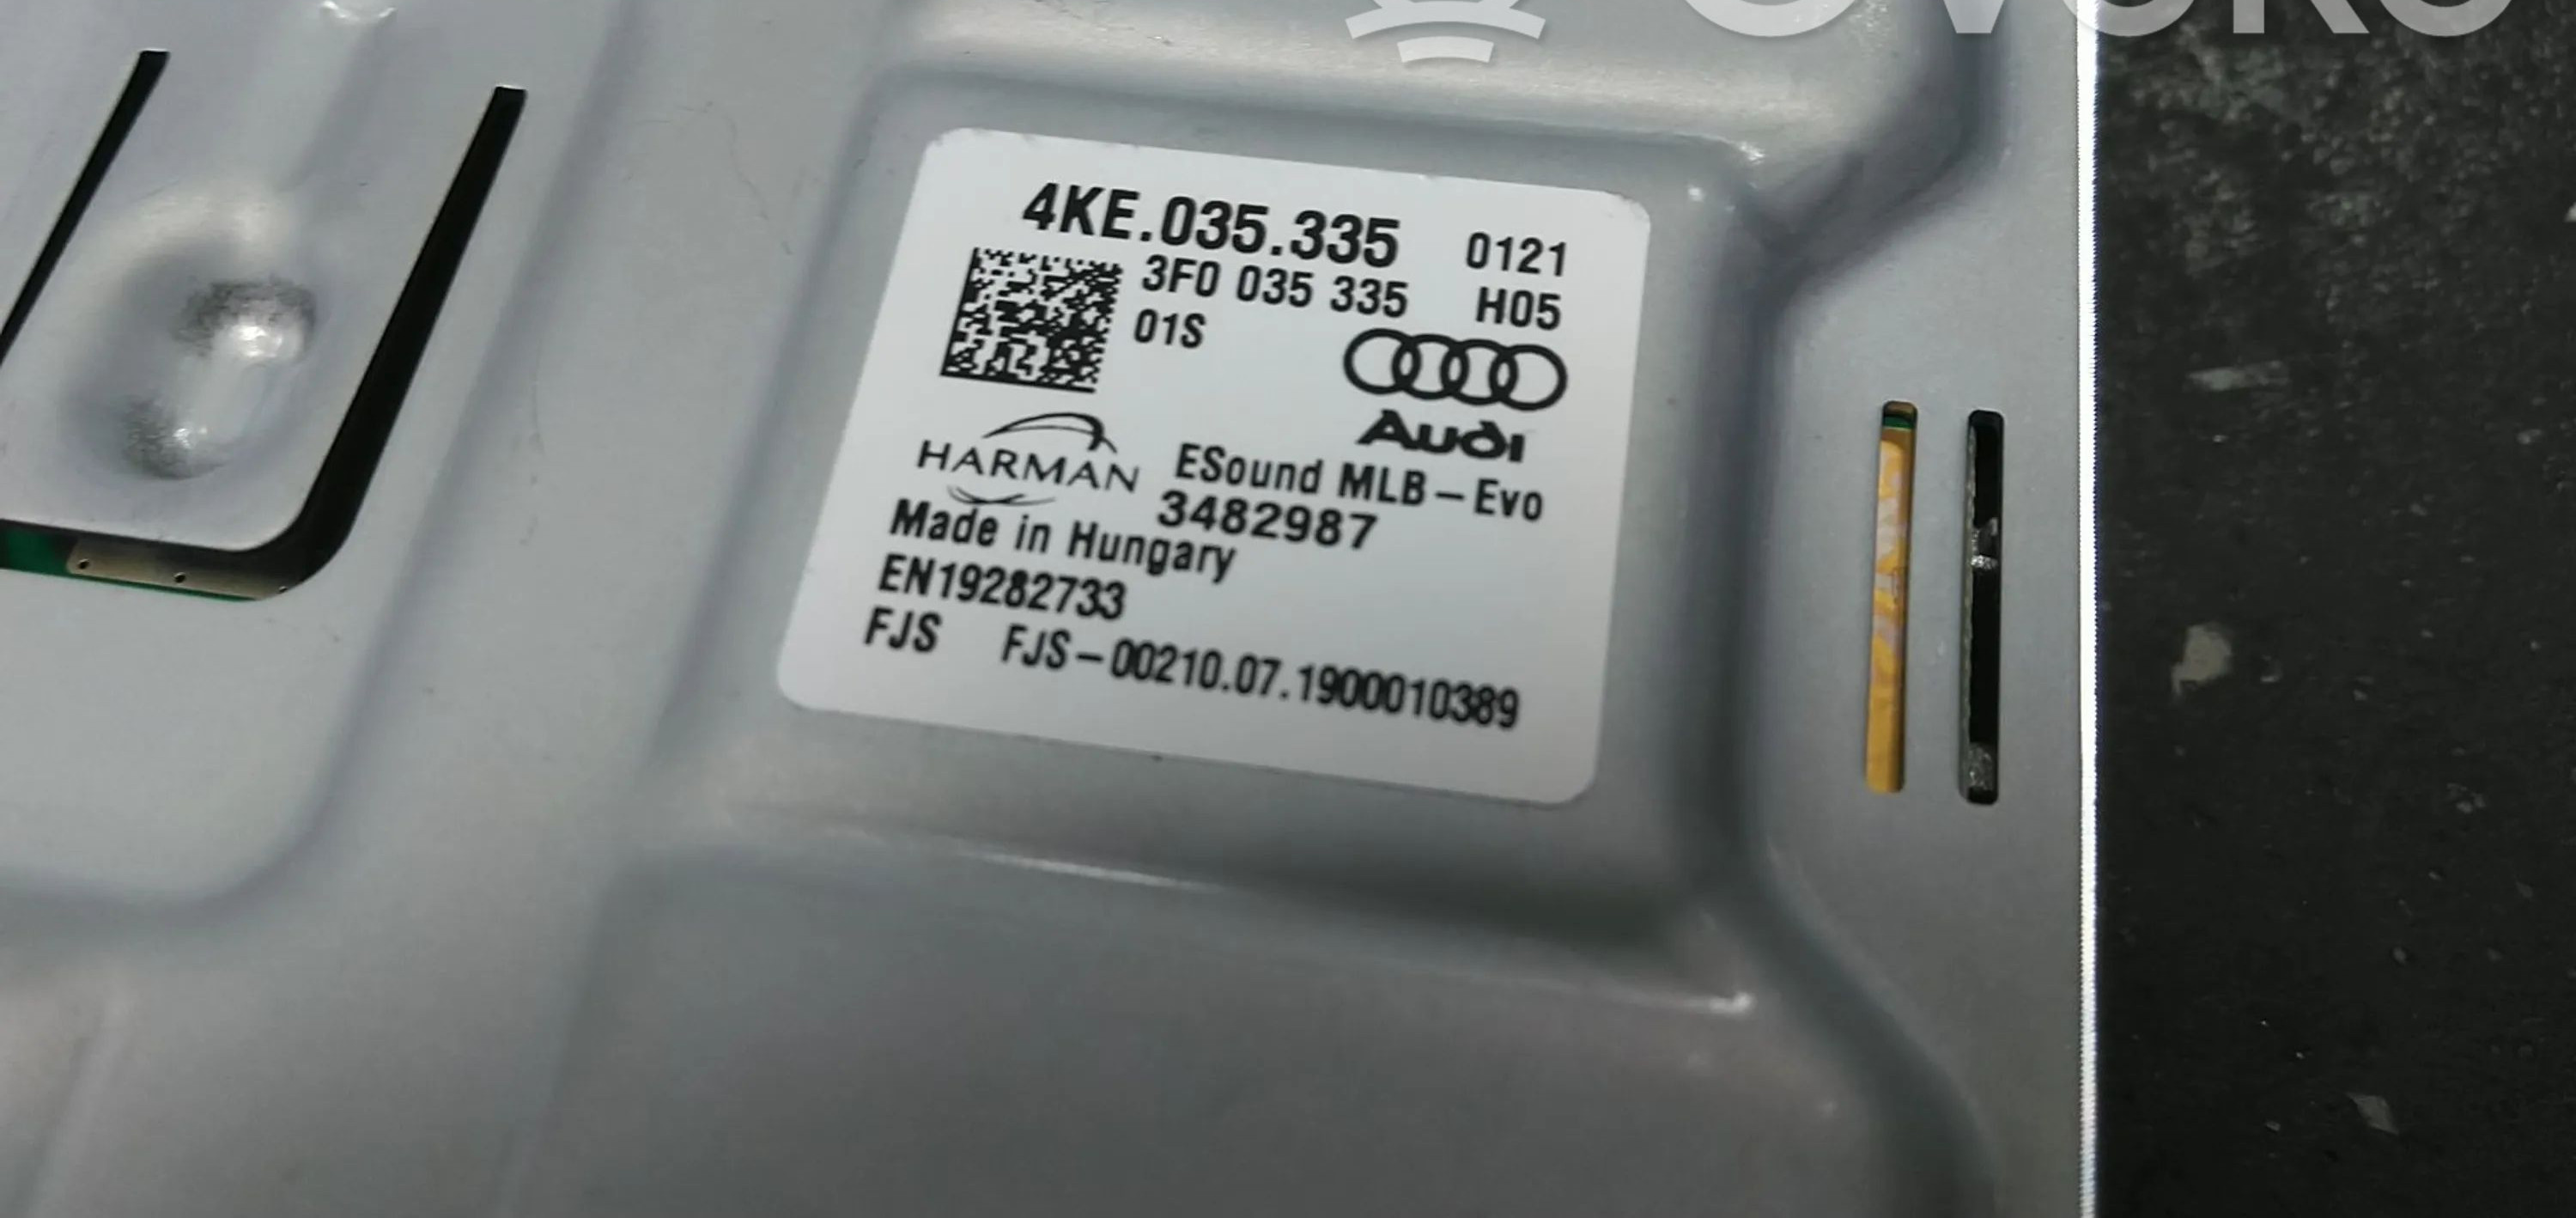 4KE.035.335 0121
3F0 035 335 H05
01S
Audi
HARMAN ESound MLB-Evo
3482987
Made in Hungary
EN19282733
FJS FJS-00210.07.1900010389